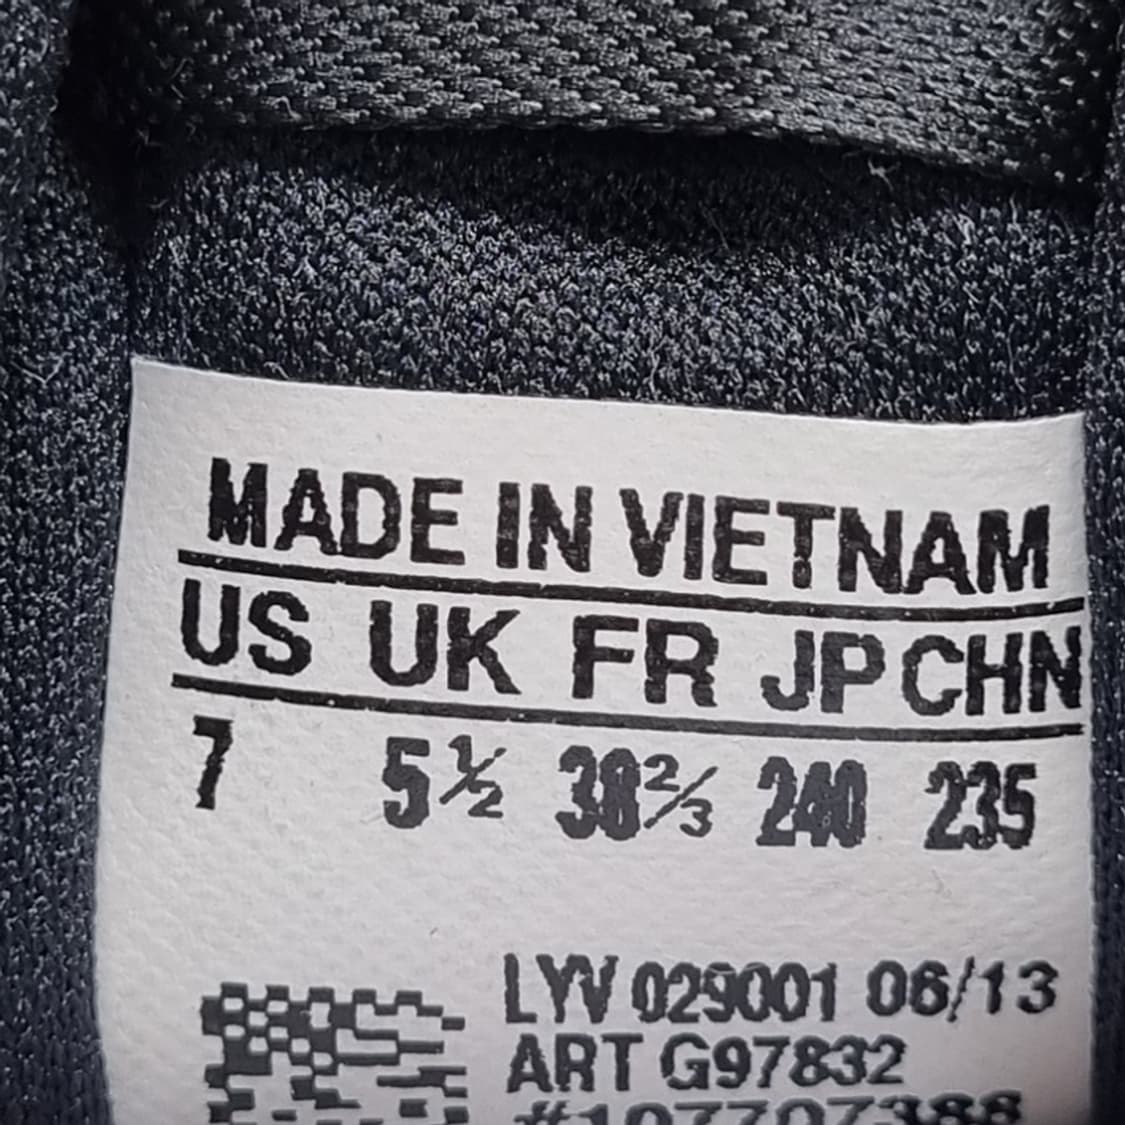 MADE IN VIETNAM
US UK FR JP CHN
7 5½ 38⅔ 240 235
LYV 029001 06/13
ART G97832